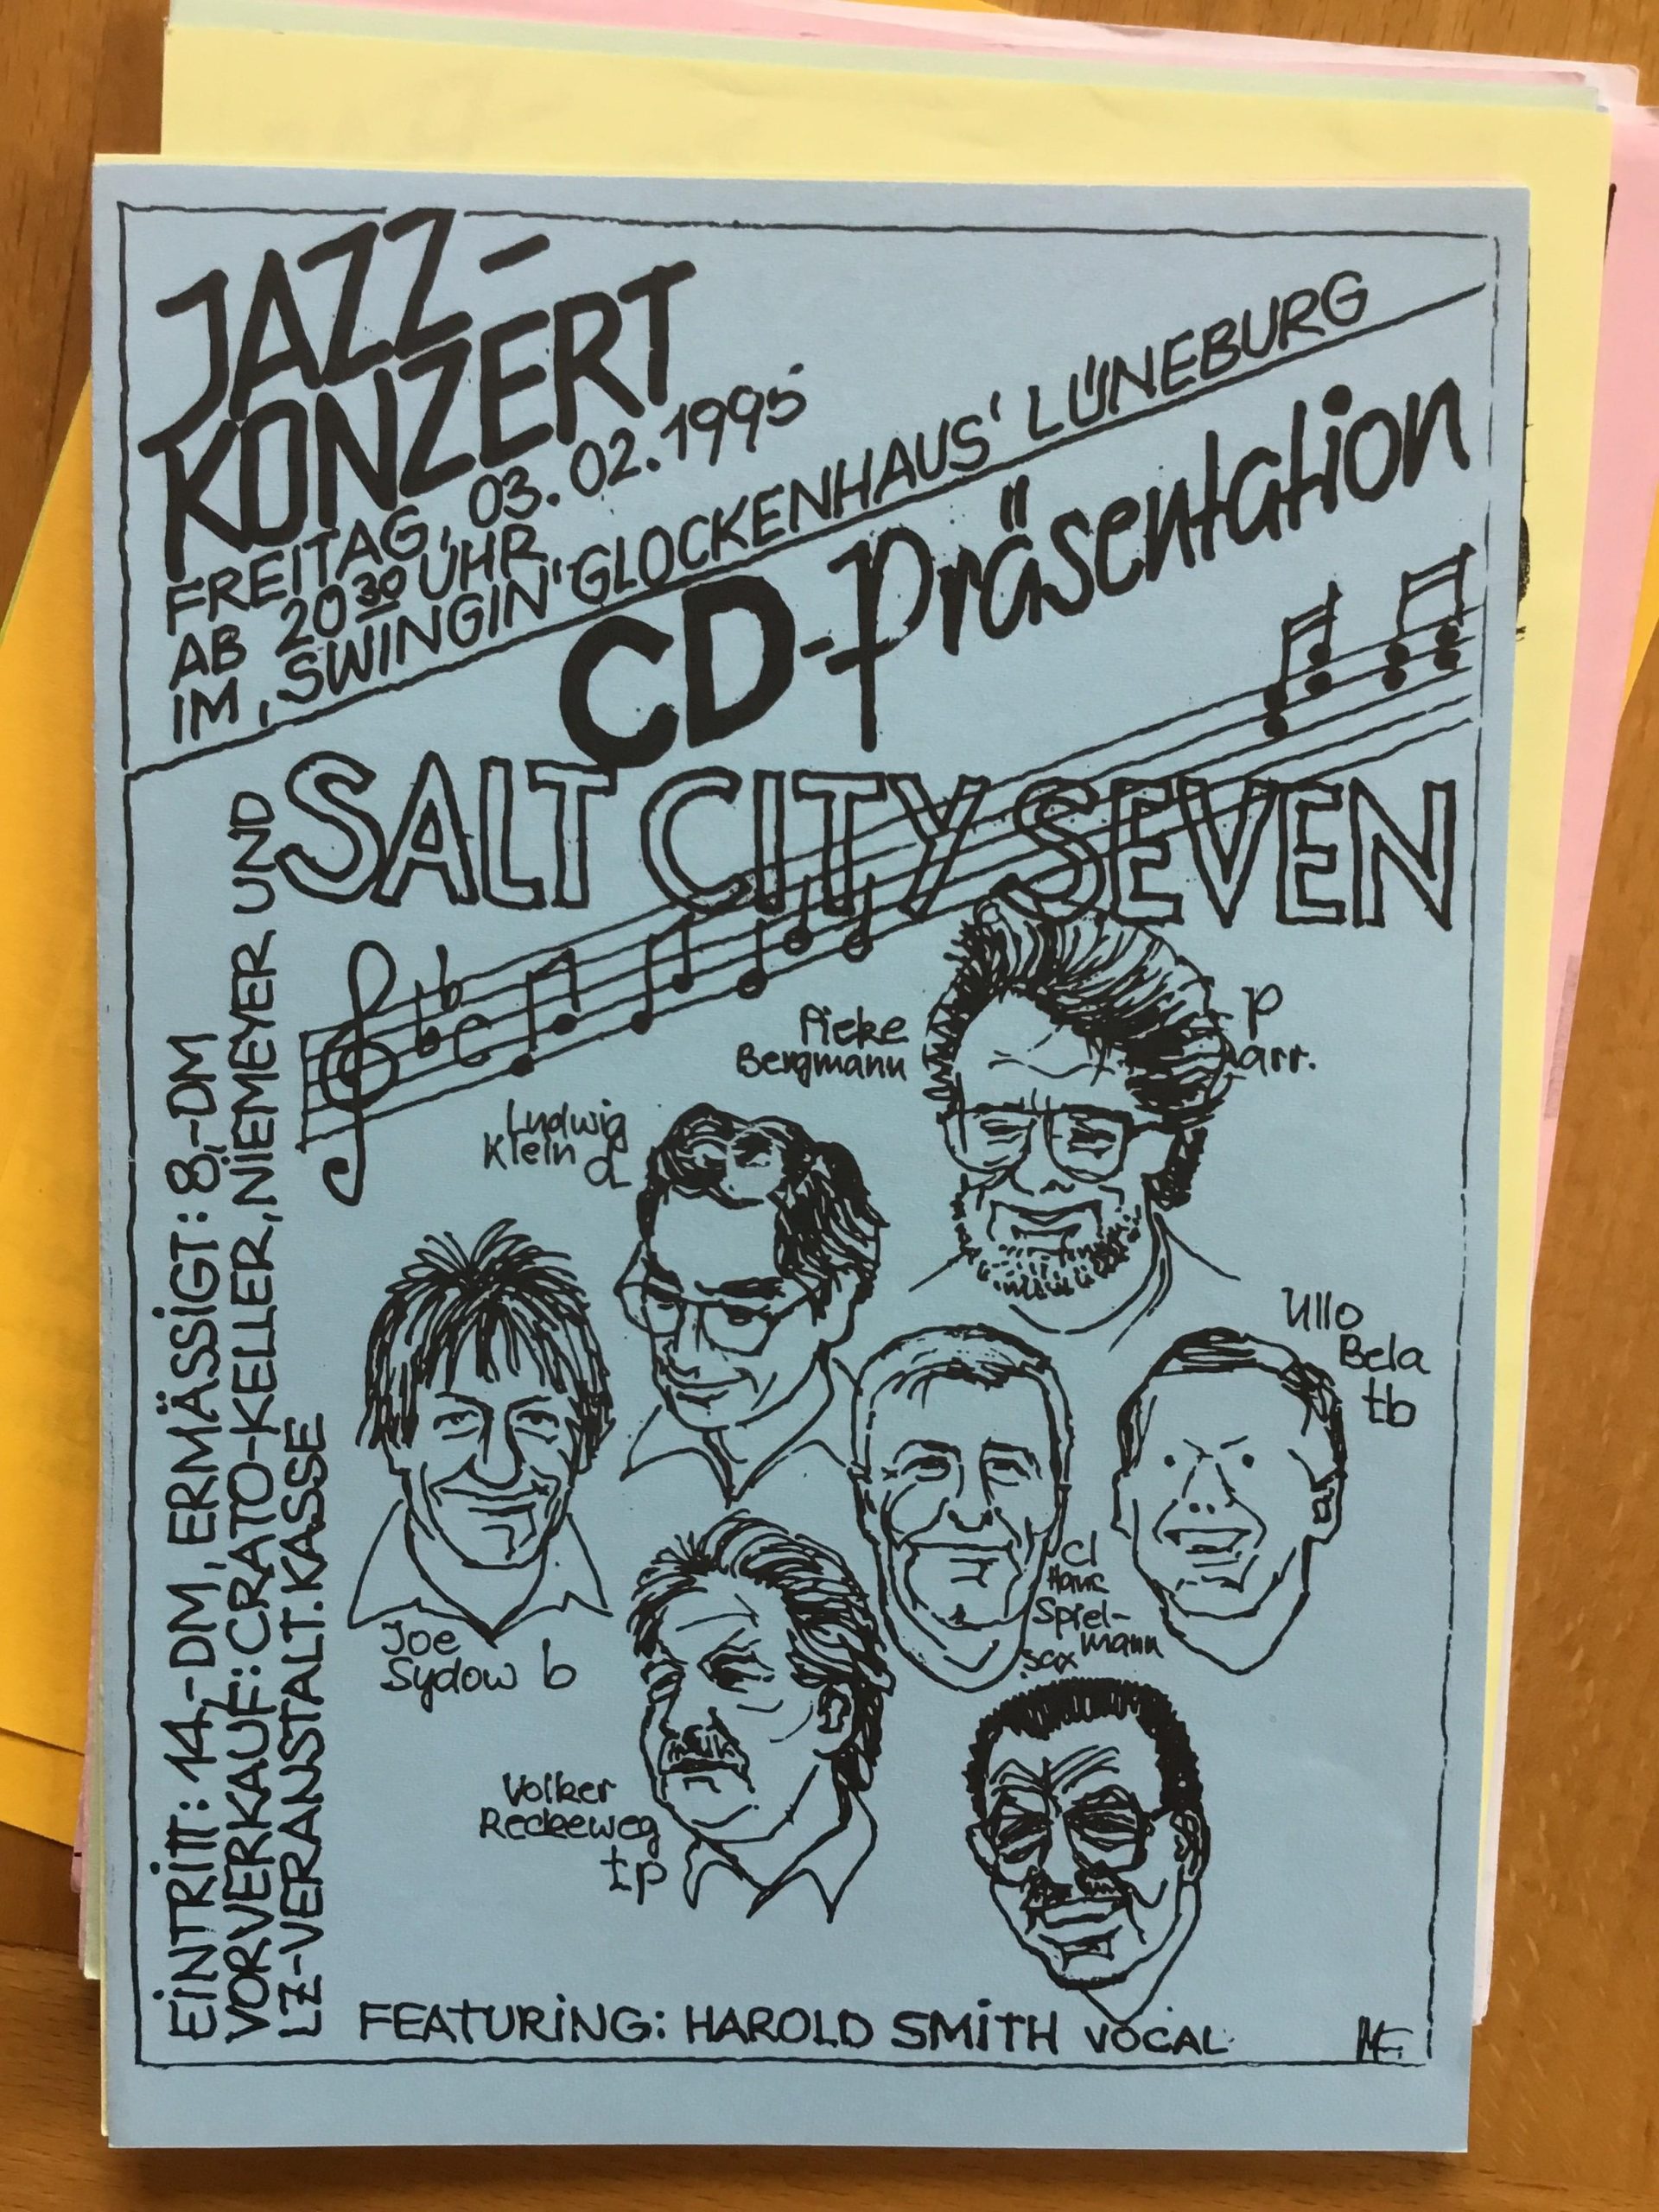 JAZZ-
KONZERT
FREITAG, 03.02.1995
AB 20³⁰ UHR
IM ,SWINGIN' GLOCKENHAUS' LÜNEBURG
CD-Präsentation
SALT CITY SEVEN
EINTRITT: 14,-DM, ERMÄSSIGT: 8,-DM
VORVERKAUF: CRATO-KELLER, NIEMEYER UND
LZ-VERANSTALT.KASSE
Pieke
Bergmann
p
arr.
Ludwig
Klein d
Ullo
Bela
tb
cl
Hans
Spiel-
mann
sax
Joe
Sydow b
Volker
Reckeweg
tp
FEATURING: HAROLD SMITH VOCAL